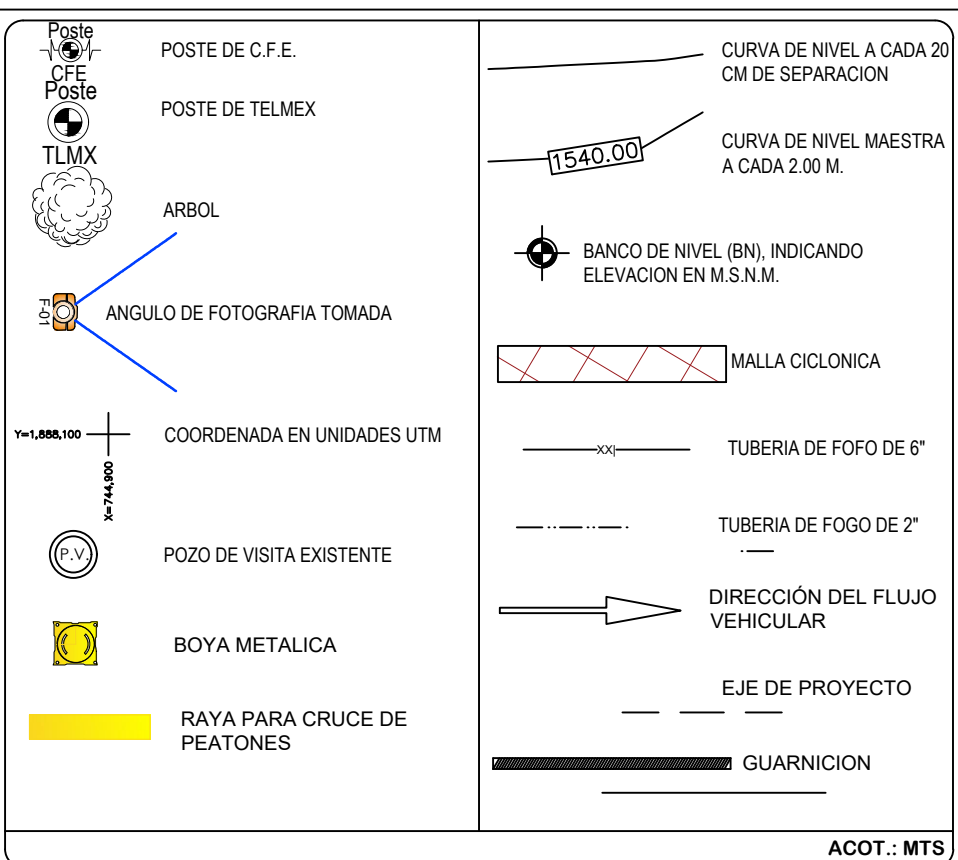 Poste
CFE
POSTE DE C.F.E.
Poste
TLMX
POSTE DE TELMEX
ARBOL
F-01
ANGULO DE FOTOGRAFIA TOMADA
Y=1,888,100
X=744,900
COORDENADA EN UNIDADES UTM
P.V.
POZO DE VISITA EXISTENTE
BOYA METALICA
RAYA PARA CRUCE DE
PEATONES
CURVA DE NIVEL A CADA 20
CM DE SEPARACION
1540.00
CURVA DE NIVEL MAESTRA
A CADA 2.00 M.
BANCO DE NIVEL (BN), INDICANDO
ELEVACION EN M.S.N.M.
MALLA CICLONICA
XX|
TUBERIA DE FOFO DE 6"
TUBERIA DE FOGO DE 2"
DIRECCIÓN DEL FLUJO
VEHICULAR
EJE DE PROYECTO
GUARNICION
ACOT.: MTS